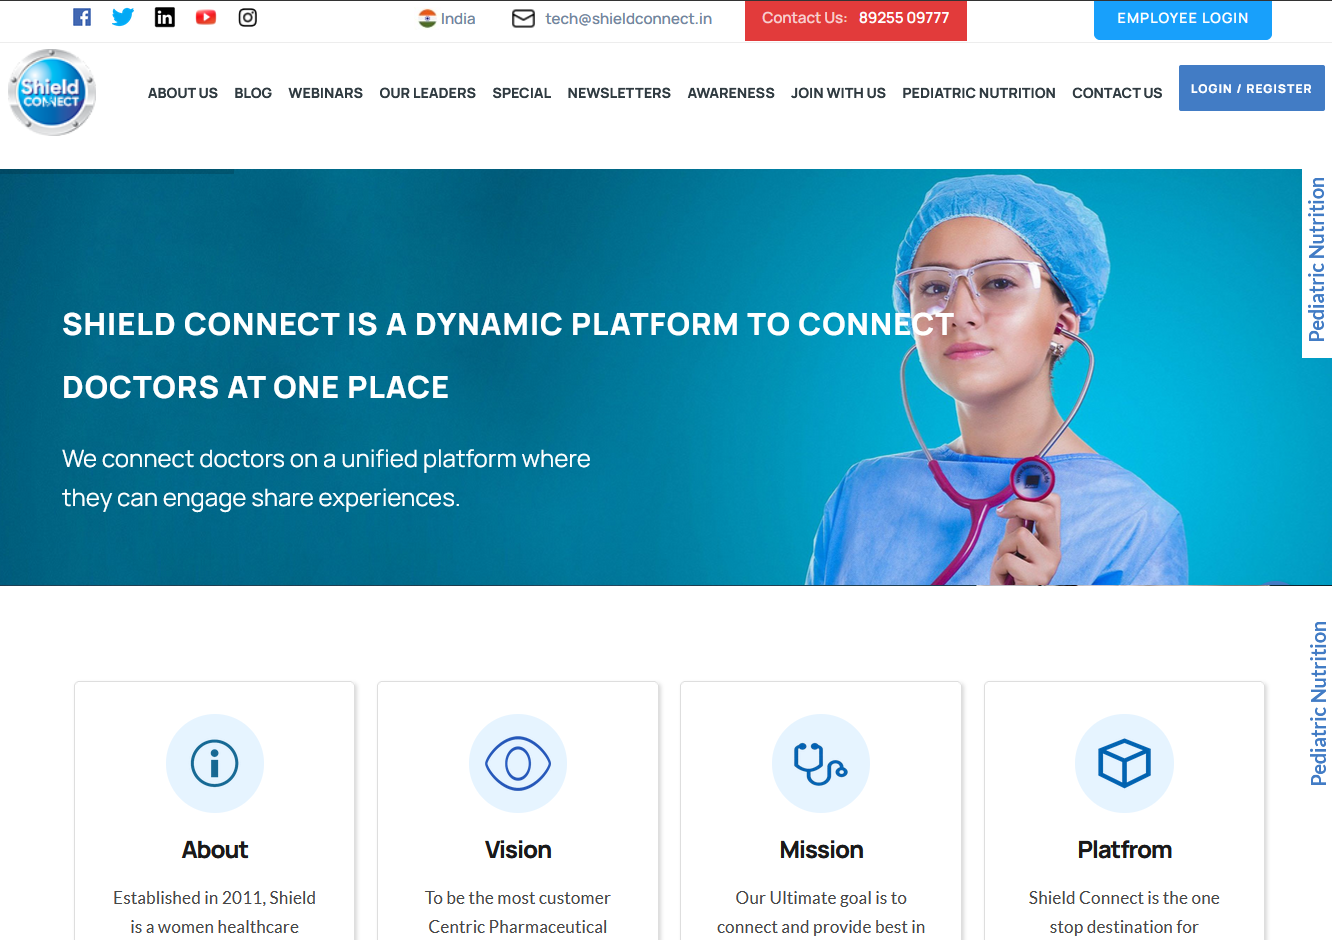 India
tech@shieldconnect.in
Contact Us: 89255 09777
EMPLOYEE LOGIN
Shield
CONNECT
ABOUT US
BLOG
WEBINARS
OUR LEADERS
SPECIAL
NEWSLETTERS
AWARENESS
JOIN WITH US
PEDIATRIC NUTRITION
CONTACT US
LOGIN / REGISTER
Pediatric Nutrition
SHIELD CONNECT IS A DYNAMIC PLATFORM TO CONNECT
DOCTORS AT ONE PLACE
We connect doctors on a unified platform where
they can engage share experiences.
Pediatric Nutrition
About
Established in 2011, Shield
is a women healthcare
Vision
To be the most customer
Centric Pharmaceutical
Mission
Our Ultimate goal is to
connect and provide best in
Platfrom
Shield Connect is the one
stop destination for